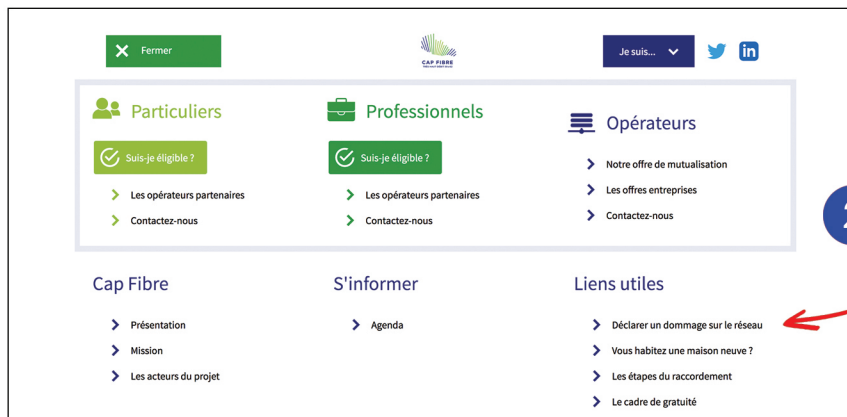 Fermer
CAP FIBRE
Je suis...
Particuliers
Suis-je éligible ?
Les opérateurs partenaires
Contactez-nous
Professionnels
Suis-je éligible ?
Les opérateurs partenaires
Contactez-nous
Opérateurs
Notre offre de mutualisation
Les offres entreprises
Contactez-nous
Cap Fibre
Présentation
Mission
Les acteurs du projet
S'informer
Agenda
Liens utiles
Déclarer un dommage sur le réseau
Vous habitez une maison neuve ?
Les étapes du raccordement
Le cadre de gratuité